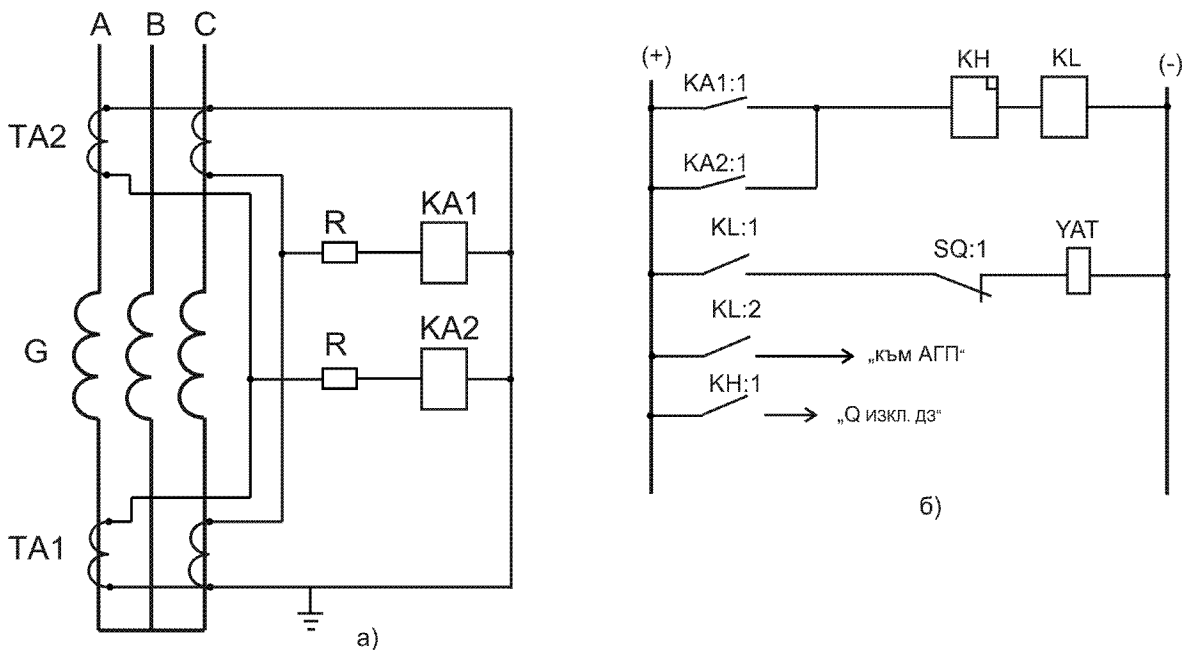 A B C
TA2
R KA1
G
R KA2
TA1
а)
(+) KH KL (-)
KA1:1
KA2:1
KL:1 SQ:1 YAT
KL:2
„към АГП“
KH:1
„Q изкл. ДЗ“
б)